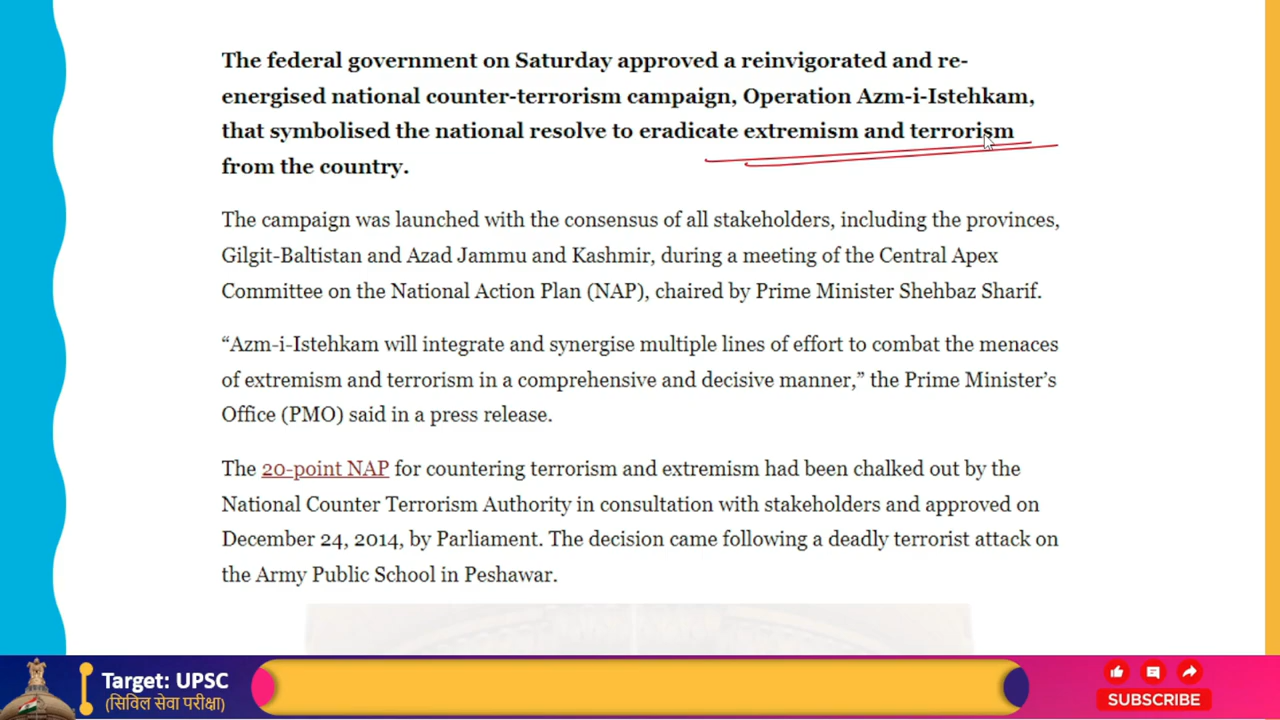 The federal government on Saturday approved a reinvigorated and re-
energised national counter-terrorism campaign, Operation Azm-i-Istehkam,
that symbolised the national resolve to eradicate extremism and terrorism
from the country.
The campaign was launched with the consensus of all stakeholders, including the provinces,
Gilgit-Baltistan and Azad Jammu and Kashmir, during a meeting of the Central Apex
Committee on the National Action Plan (NAP), chaired by Prime Minister Shehbaz Sharif.
“Azm-i-Istehkam will integrate and synergise multiple lines of effort to combat the menaces
of extremism and terrorism in a comprehensive and decisive manner,” the Prime Minister’s
Office (PMO) said in a press release.
The 20-point NAP for countering terrorism and extremism had been chalked out by the
National Counter Terrorism Authority in consultation with stakeholders and approved on
December 24, 2014, by Parliament. The decision came following a deadly terrorist attack on
the Army Public School in Peshawar.
Target: UPSC
(सिविल सेवा परीक्षा)
SUBSCRIBE